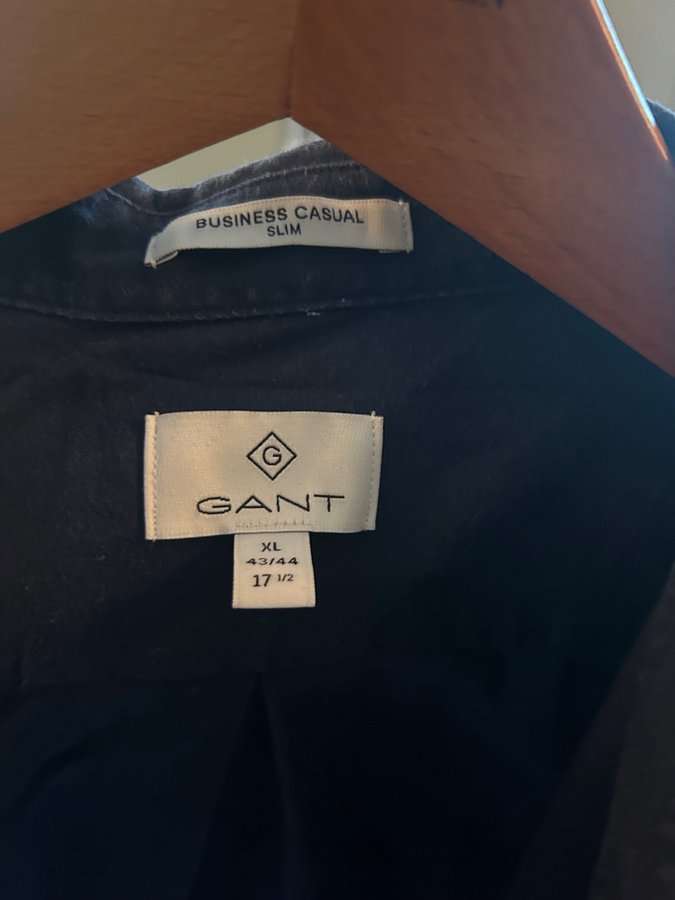 BUSINESS CASUAL
SLIM
G
GANT
XL
43/44
17 1/2